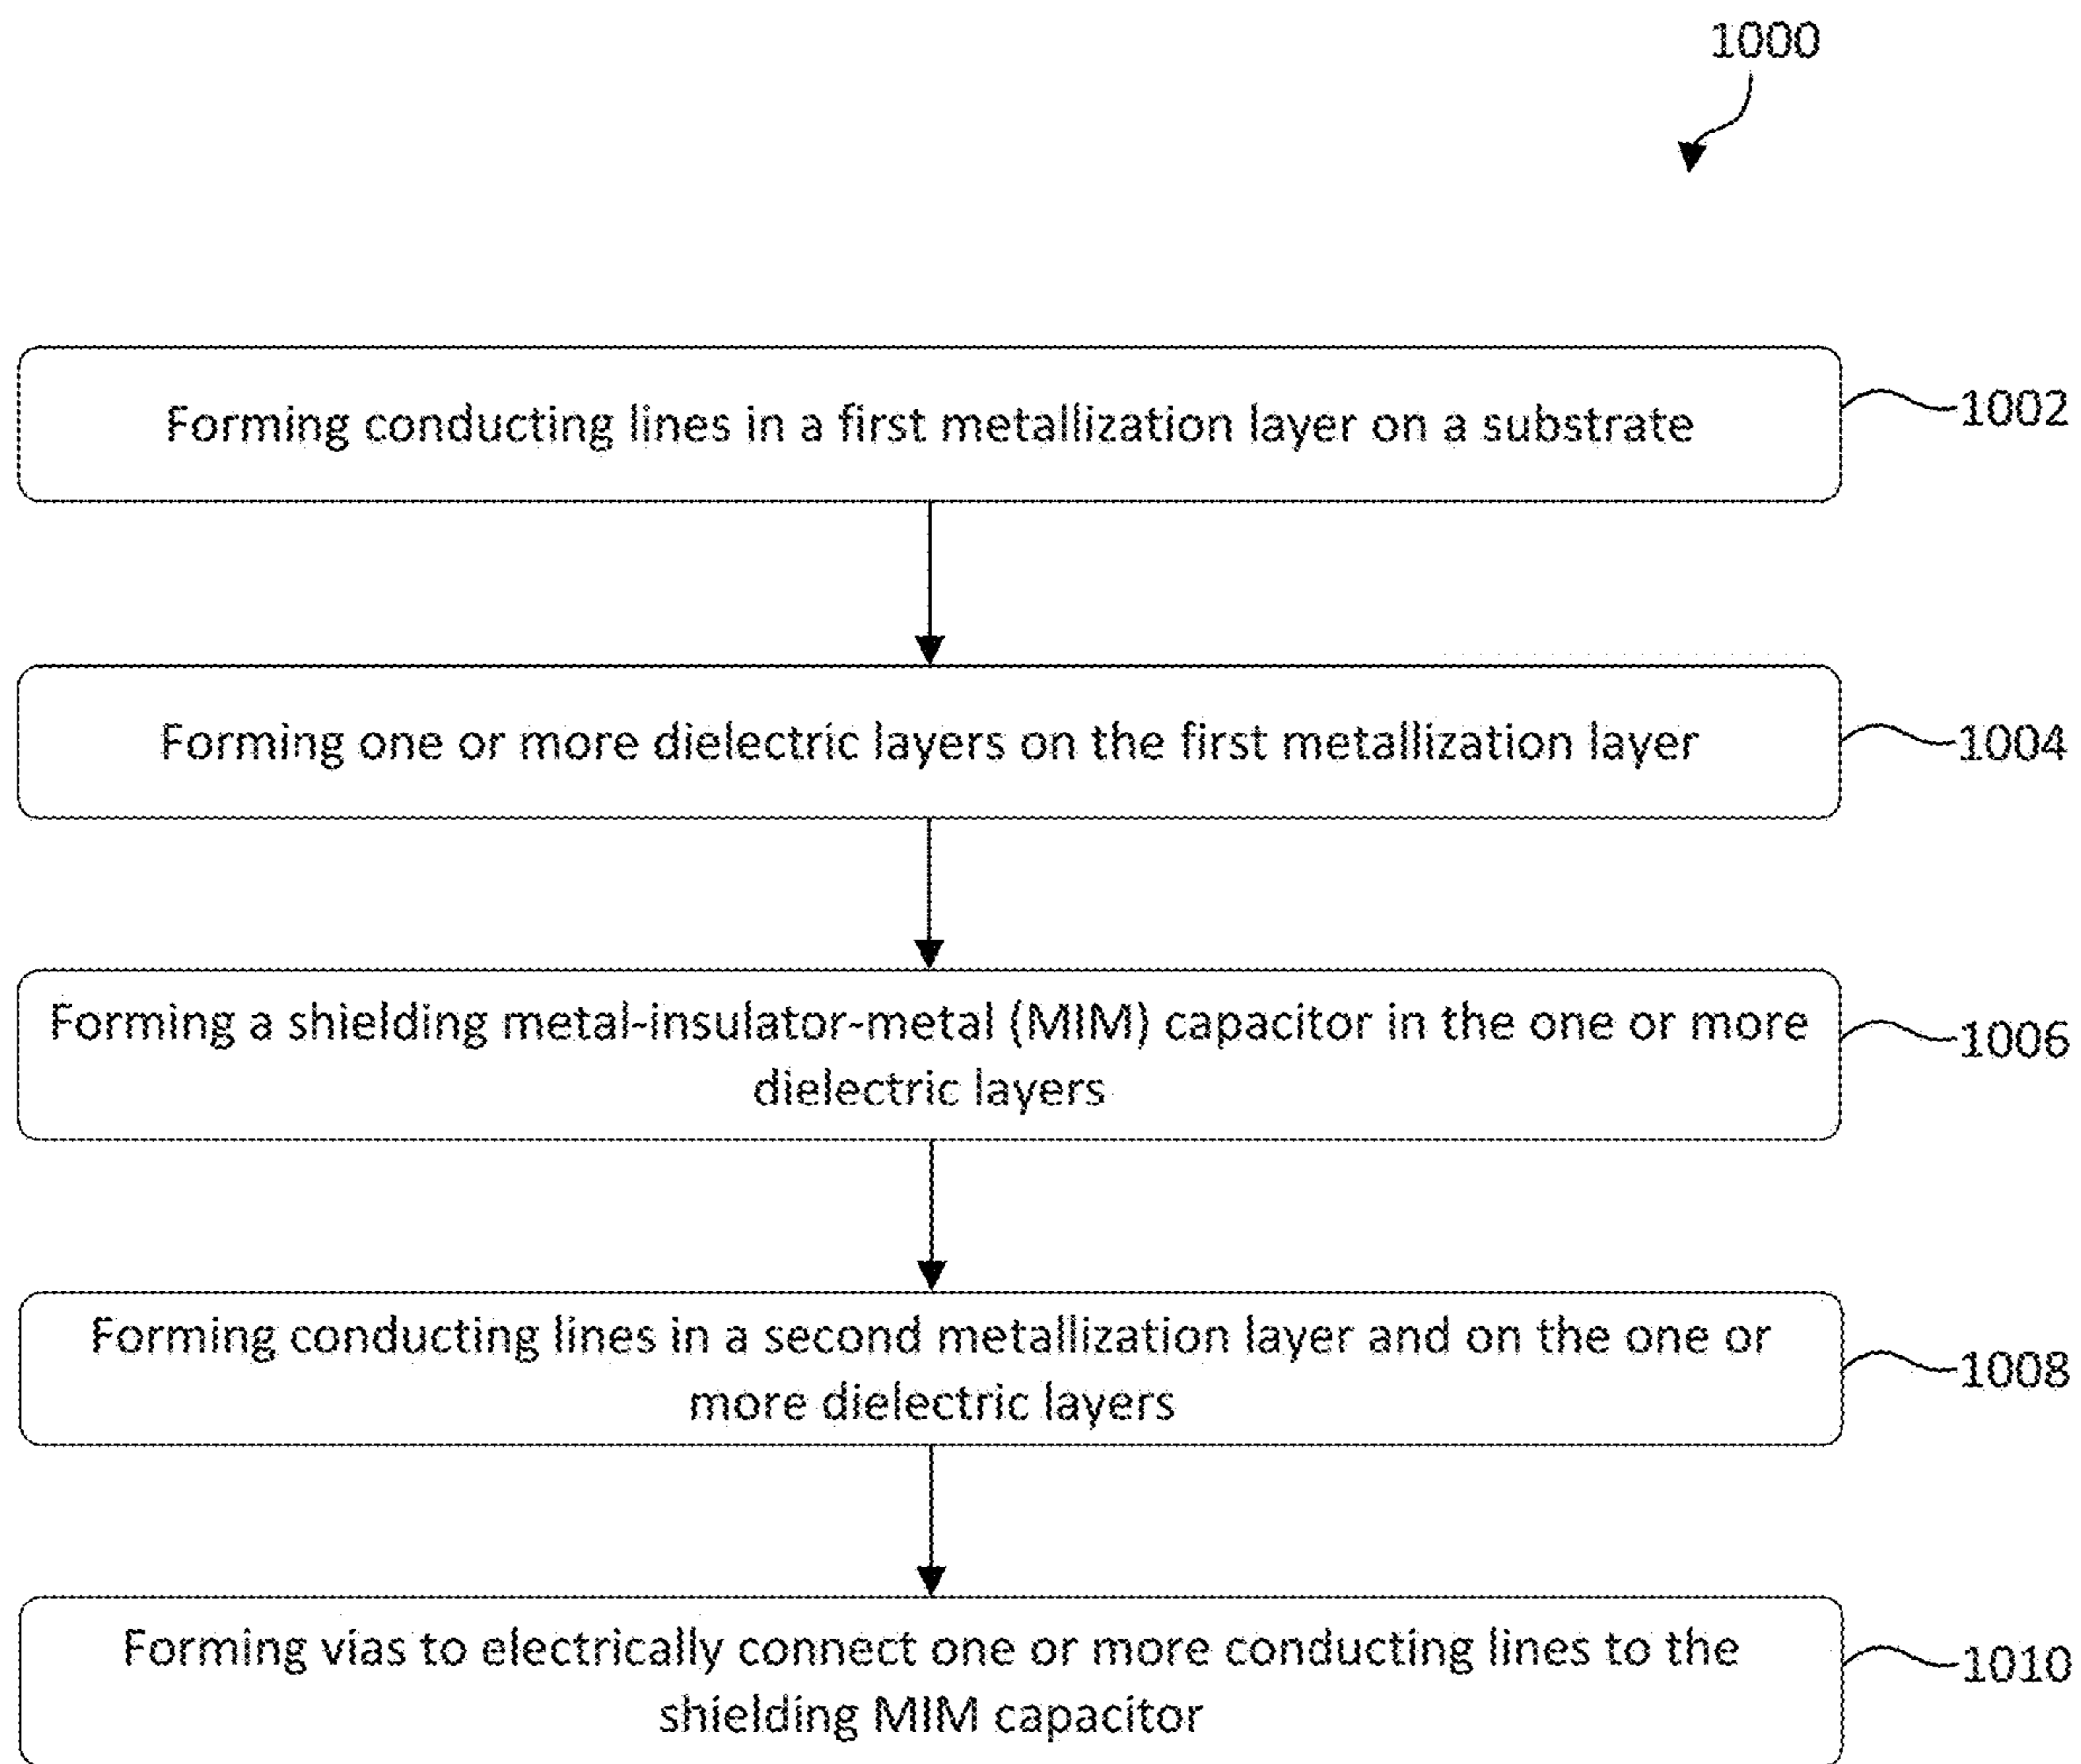 1000
Forming conducting lines in a first metallization layer on a substrate
1002
Forming one or more dielectric layers on the first metallization layer
1004
Forming a shielding metal-insulator-metal (MIM) capacitor in the one or more
dielectric layers
1006
Forming conducting lines in a second metallization layer and on the one or
more dielectric layers
1008
Forming vias to electrically connect one or more conducting lines to the
shielding MIM capacitor
1010